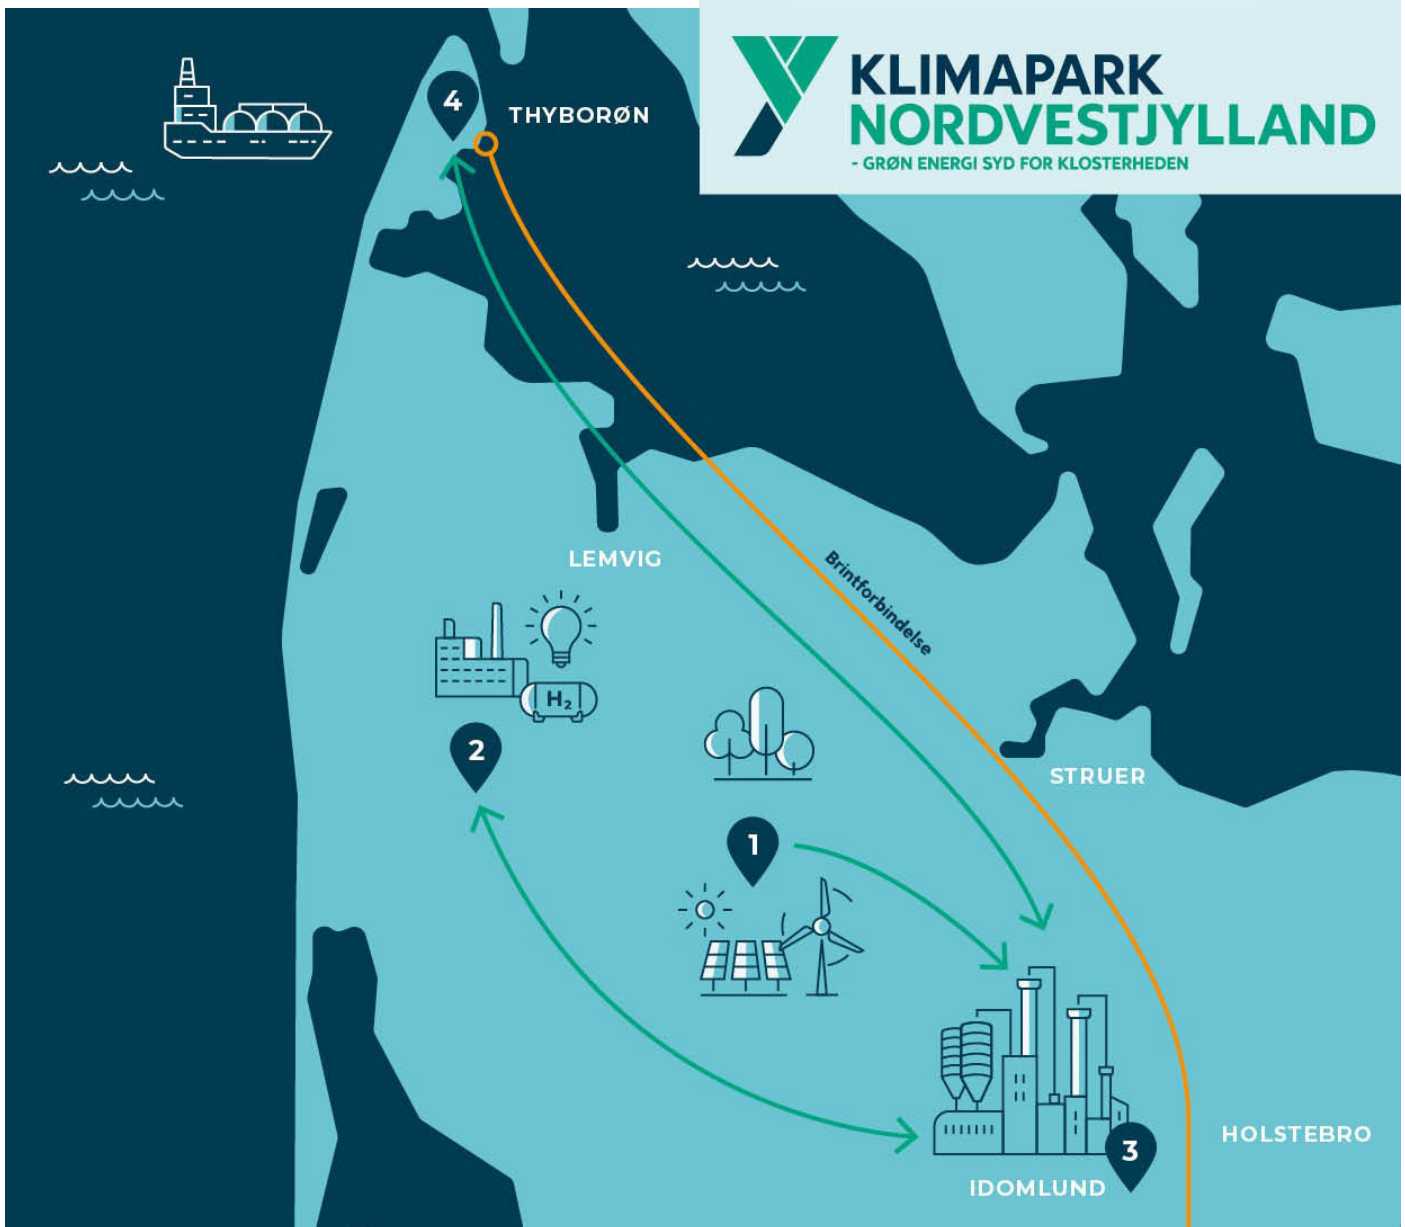 KLIMAPARK
NORDVESTJYLLAND
- GRØN ENERGI SYD FOR KLOSTERHEDEN
4
THYBORØN
LEMVIG
Brintforbindelse
H2
2
STRUER
1
HOLSTEBRO
3
IDOMLUND